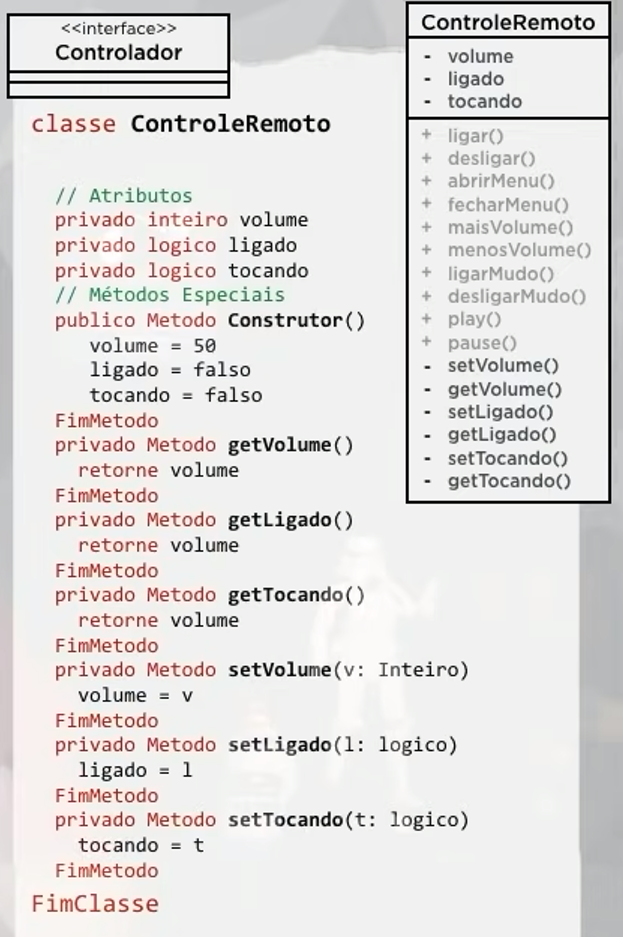 <<interface>>
Controlador
ControleRemoto
- volume
- ligado
- tocando
+ ligar()
+ desligar()
+ abrirMenu()
+ fecharMenu()
+ maisVolume()
+ menosVolume()
+ ligarMudo()
+ desligarMudo()
+ play()
+ pause()
- setVolume()
- getVolume()
- setLigado()
- getLigado()
- setTocando()
- getTocando()
classe ControleRemoto
// Atributos
privado inteiro volume
privado logico ligado
privado logico tocando
// Métodos Especiais
publico Metodo Construtor()
volume = 50
ligado = falso
tocando = falso
FimMetodo
privado Metodo getVolume()
retorne volume
FimMetodo
privado Metodo getLigado()
retorne volume
FimMetodo
privado Metodo getTocando()
retorne volume
FimMetodo
privado Metodo setVolume(v: Inteiro)
volume = v
FimMetodo
privado Metodo setLigado(l: logico)
ligado = l
FimMetodo
privado Metodo setTocando(t: logico)
tocando = t
FimMetodo
FimClasse